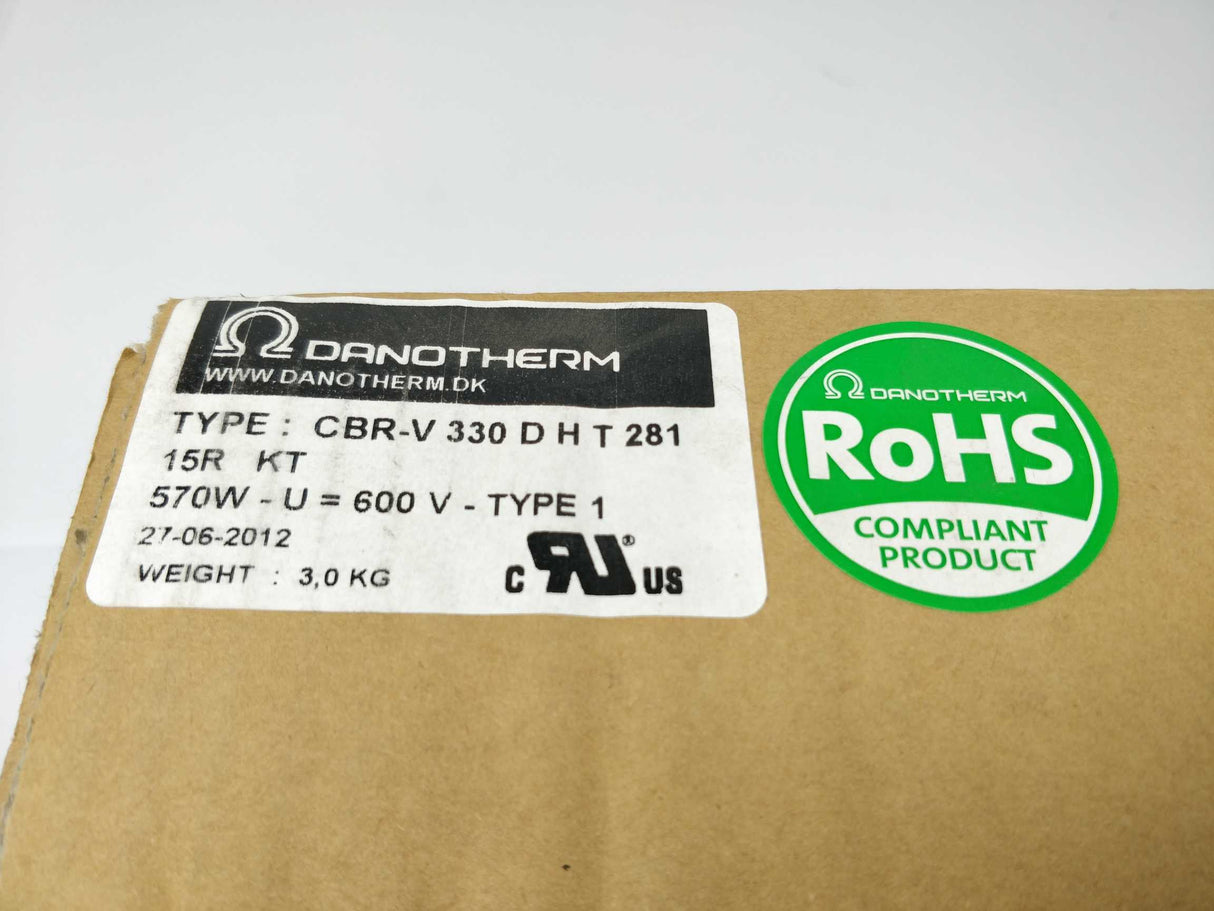 DANOTHERM
WWW.DANOTHERM.DK
TYPE : CBR-V 330 D H T 281
15R KT
570W - U = 600 V - TYPE 1
27-06-2012
WEIGHT : 3,0 KG
C RU® US
DANOTHERM
RoHS
COMPLIANT
PRODUCT